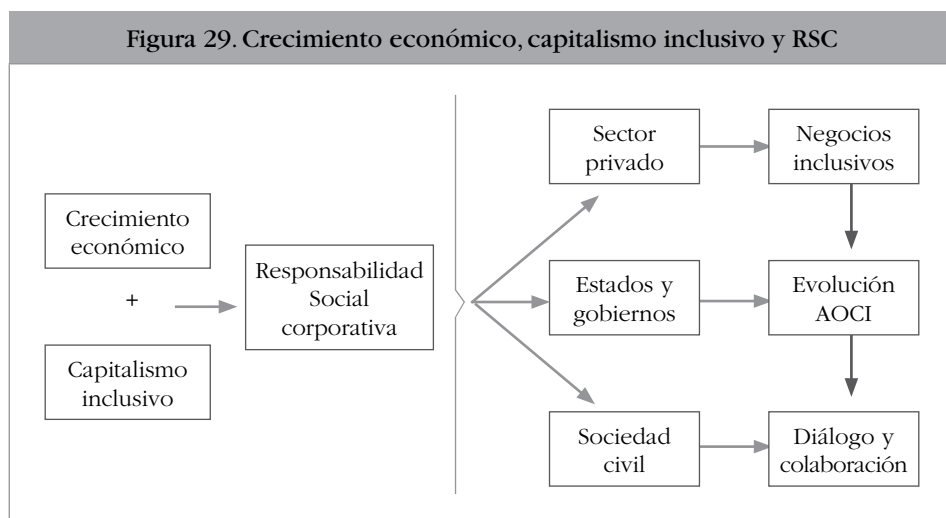 Figura 29. Crecimiento económico, capitalismo inclusivo y RSC
Crecimiento
económico
+
Capitalismo
inclusivo
Responsabilidad
Social
corporativa
Sector
privado
Negocios
inclusivos
Estados y
gobiernos
Evolución
AOCI
Sociedad
civil
Diálogo y
colaboración